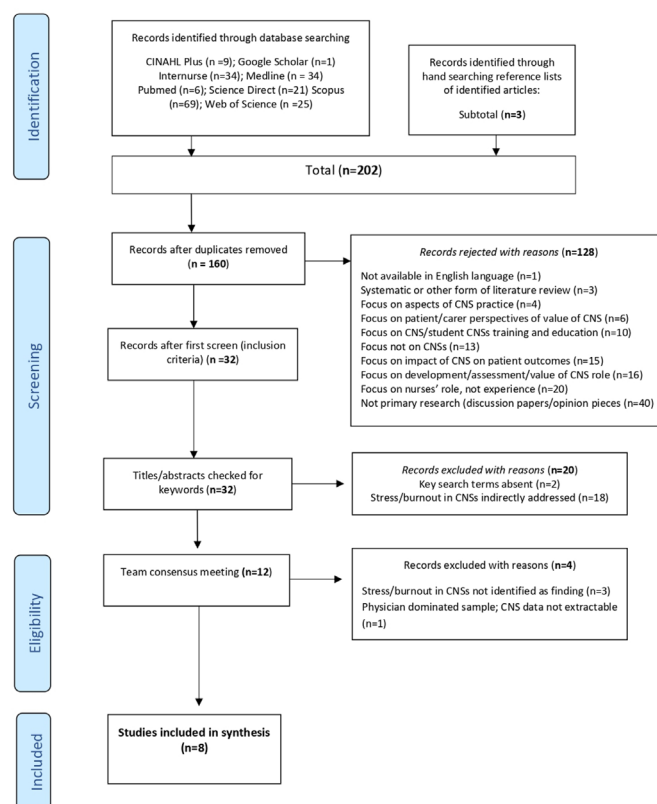 Identification
Records identified through database searching
CINAHL Plus (n =9); Google Scholar (n=1)
Internurse (n=34); Medline (n = 34)
Pubmed (n=6); Science Direct (n=21) Scopus
(n=69); Web of Science (n =25)
Records identified through
hand searching reference lists
of identified articles:
Subtotal (n=3)
Total (n=202)
Screening
Records after duplicates removed
(n = 160)
Records rejected with reasons (n=128)
Not available in English language (n=1)
Systematic or other form of literature review (n=3)
Focus on aspects of CNS practice (n=4)
Focus on patient/carer perspectives of value of CNS (n=6)
Focus on CNS/student CNSs training and education (n=10)
Focus not on CNSs (n=13)
Focus on impact of CNS on patient outcomes (n=15)
Focus on development/assessment/value of CNS role (n=16)
Focus on nurses’ role, not experience (n=20)
Not primary research (discussion papers/opinion pieces (n=40)
Records after first screen (inclusion
criteria) (n =32)
Titles/abstracts checked for
keywords (n=32)
Records excluded with reasons (n=20)
Key search terms absent (n=2)
Stress/burnout in CNSs indirectly addressed (n=18)
Eligibility
Team consensus meeting (n=12)
Records excluded with reasons (n=4)
Stress/burnout in CNSs not identified as finding (n=3)
Physician dominated sample; CNS data not extractable
(n=1)
Included
Studies included in synthesis
(n=8)